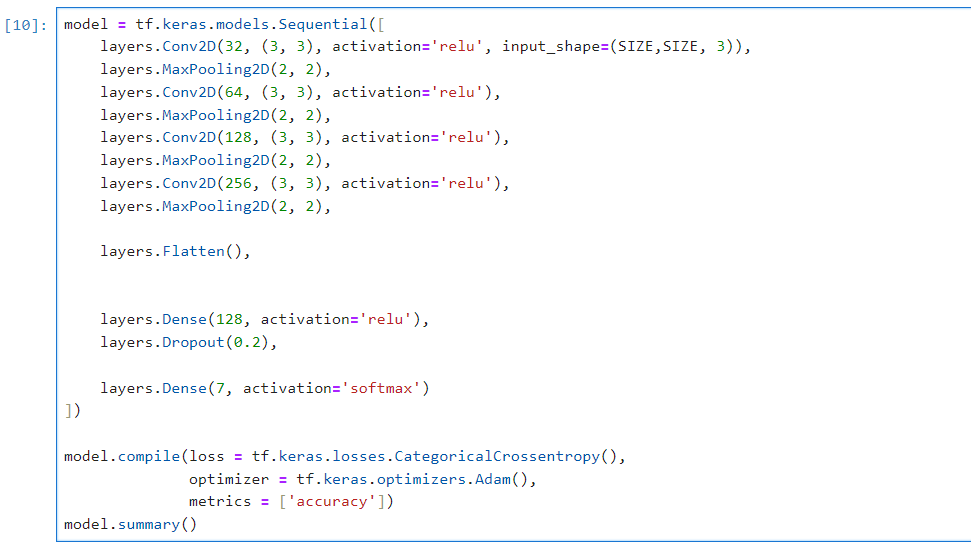 [10]: model = tf.keras.models.Sequential([
    layers.Conv2D(32, (3, 3), activation='relu', input_shape=(SIZE,SIZE, 3)),
    layers.MaxPooling2D(2, 2),
    layers.Conv2D(64, (3, 3), activation='relu'),
    layers.MaxPooling2D(2, 2),
    layers.Conv2D(128, (3, 3), activation='relu'),
    layers.MaxPooling2D(2, 2),
    layers.Conv2D(256, (3, 3), activation='relu'),
    layers.MaxPooling2D(2, 2),
    layers.Flatten(),
    layers.Dense(128, activation='relu'),
    layers.Dropout(0.2),
    layers.Dense(7, activation='softmax')
])
model.compile(loss = tf.keras.losses.CategoricalCrossentropy(),
              optimizer = tf.keras.optimizers.Adam(),
              metrics = ['accuracy'])
model.summary()